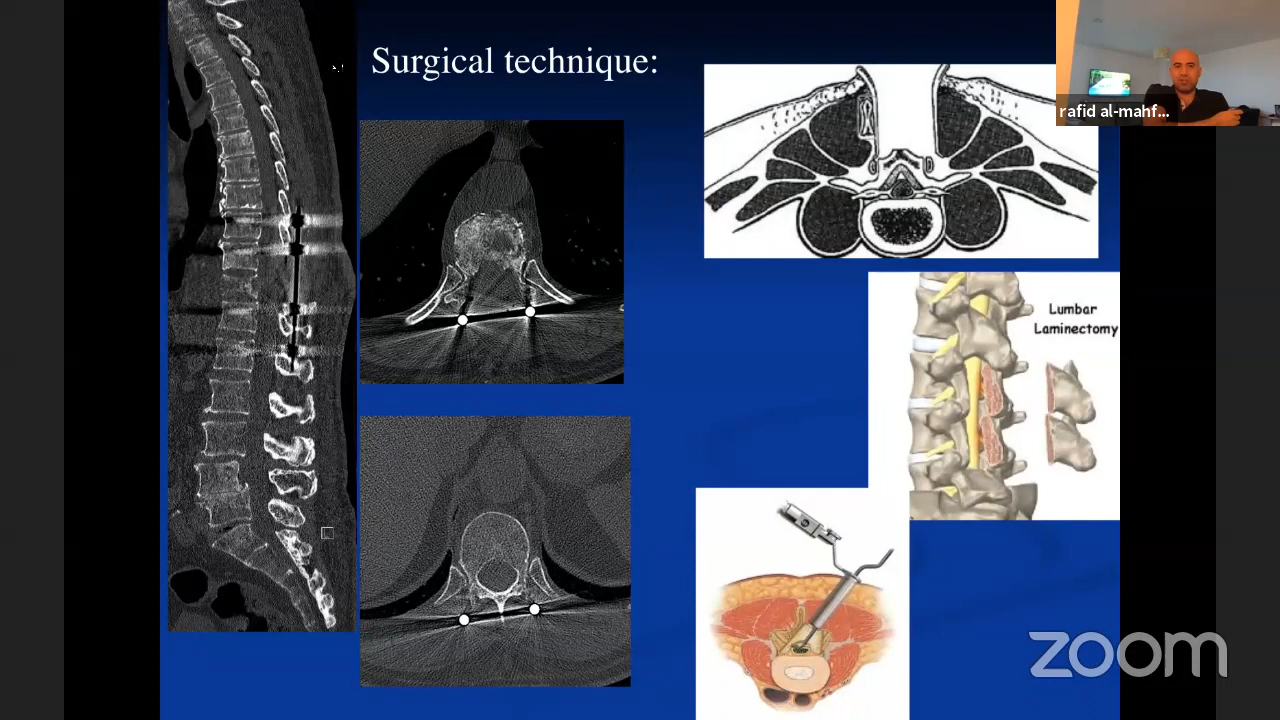 Surgical technique:
rafid al-mahf...
Lumbar
Laminectomy
zoom